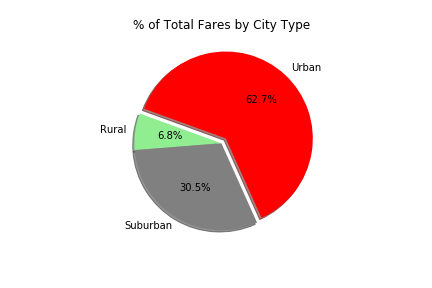 % of Total Fares by City Type
Urban
62.7%
Rural
6.8%
30.5%
Suburban